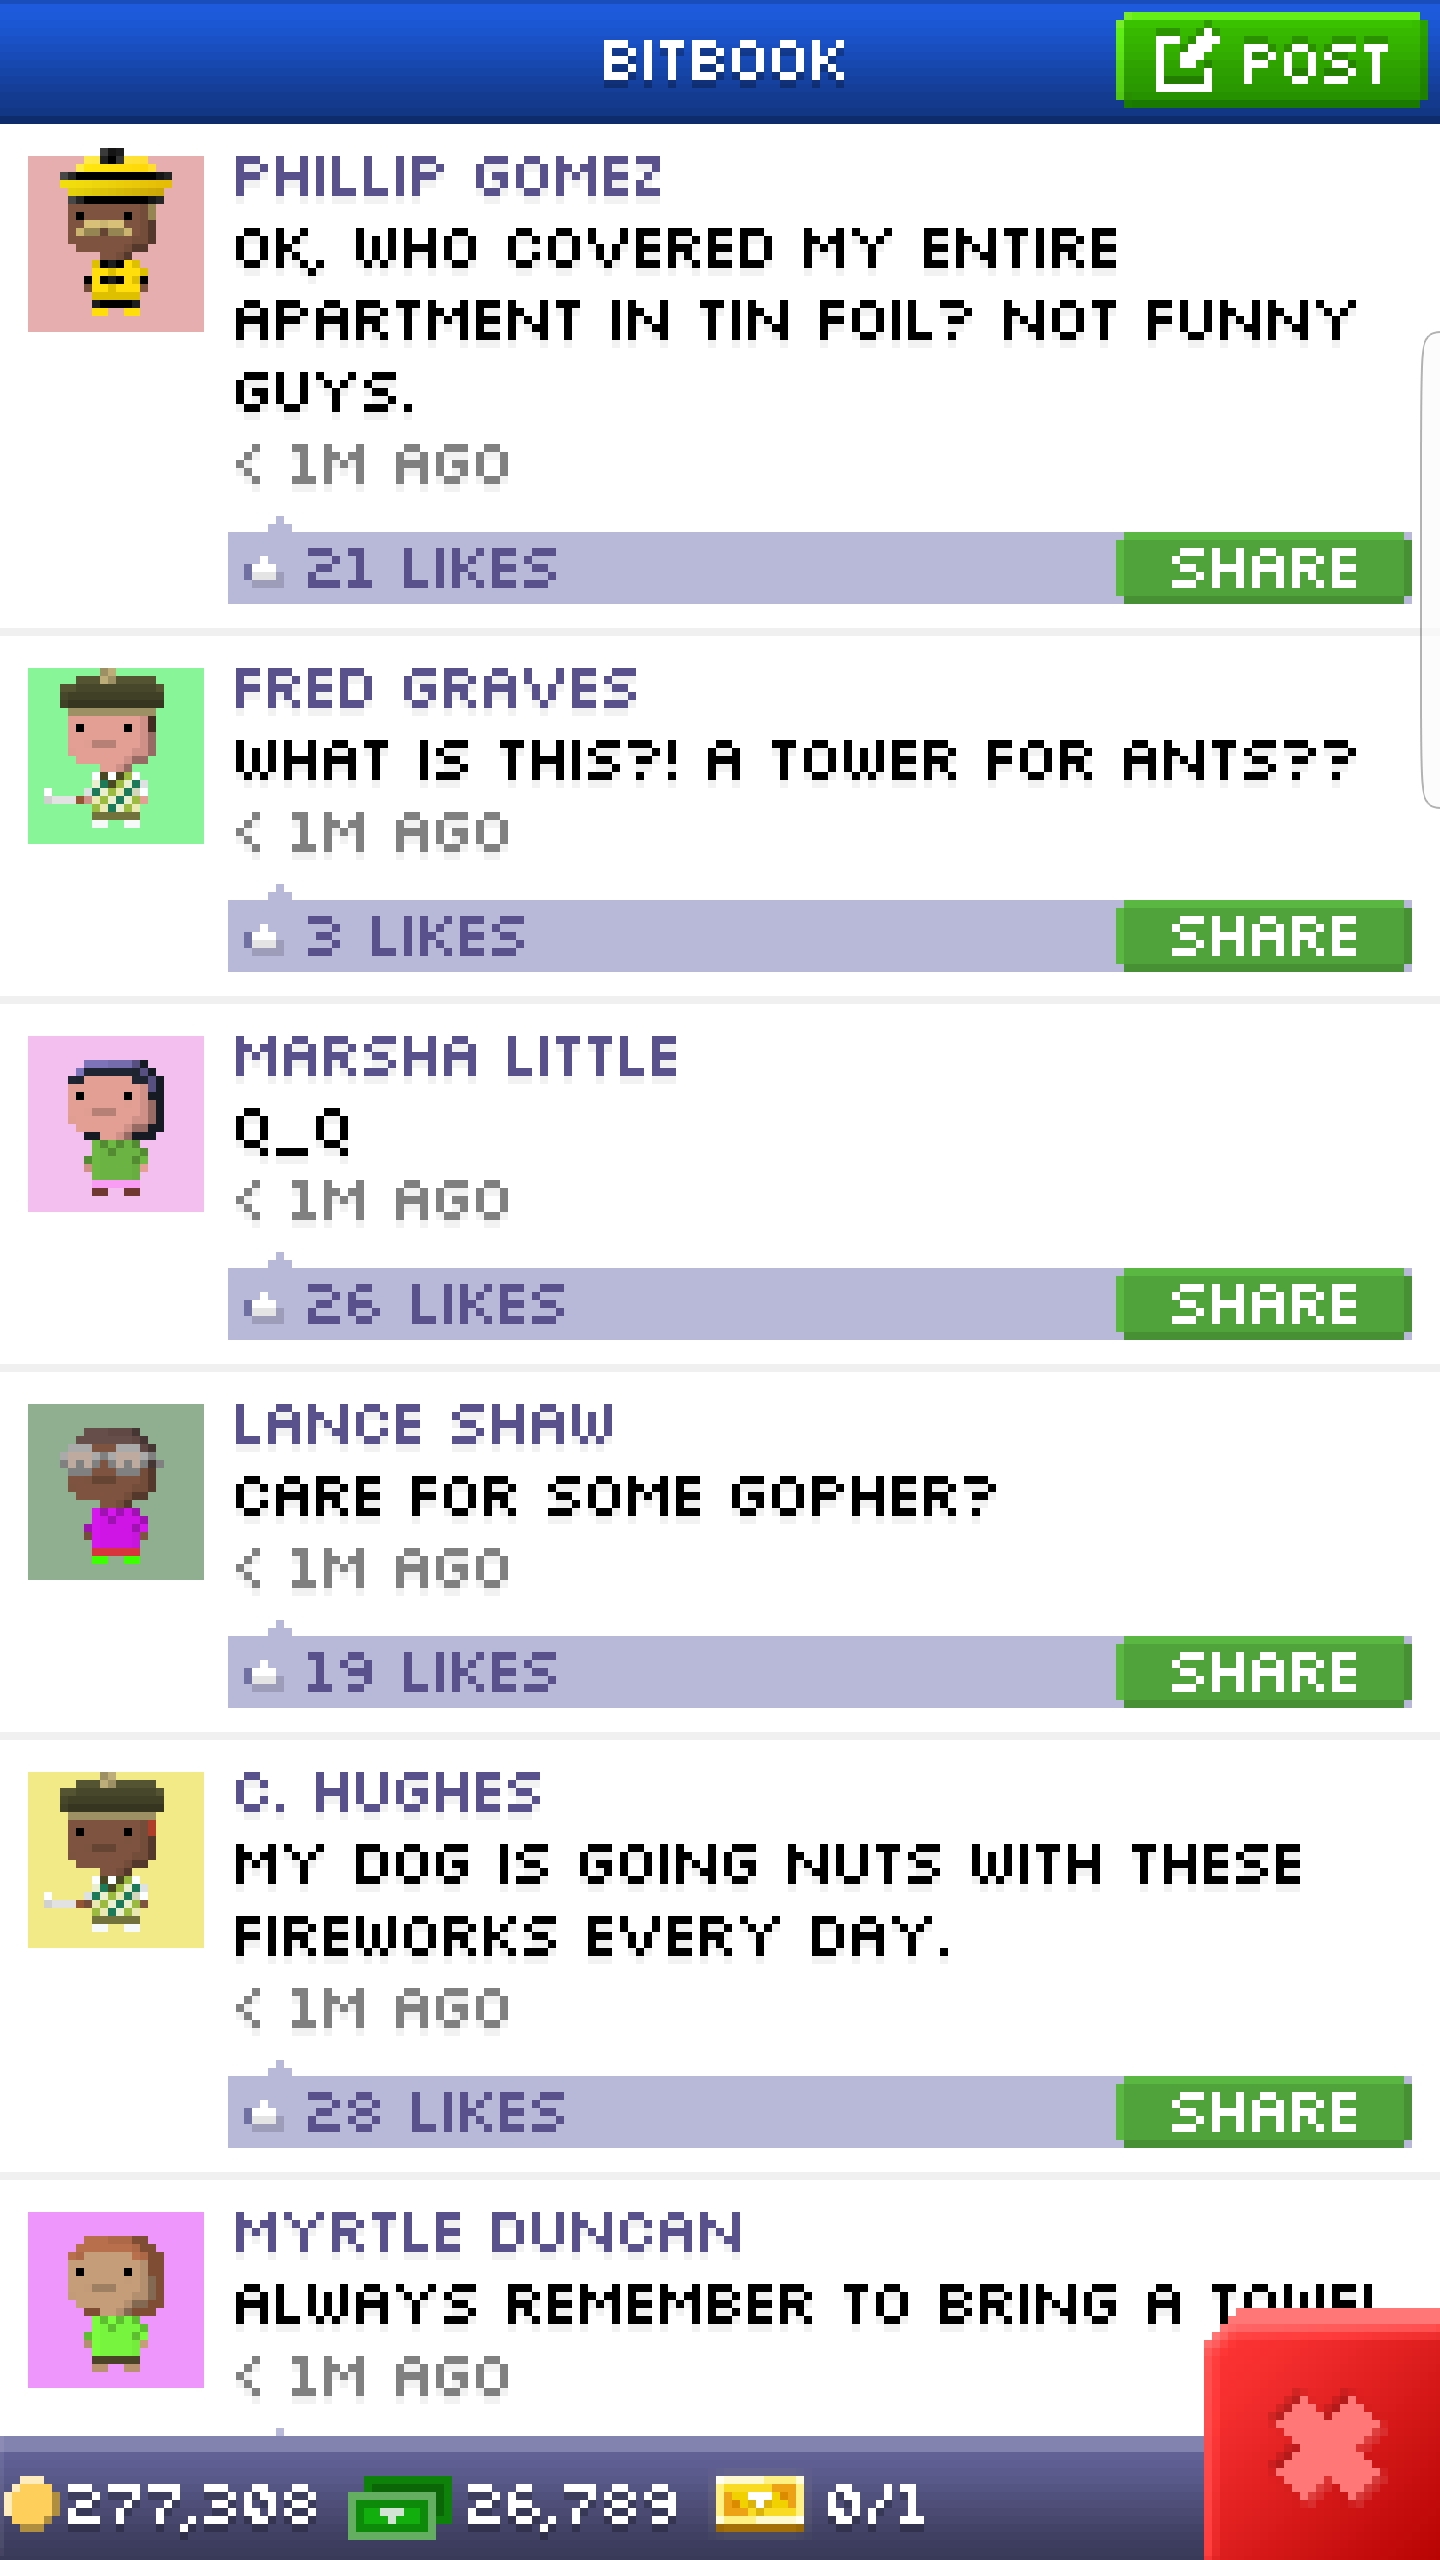 BITBOOK
POST
PHILLIP GOMEZ
OK, WHO COVERED MY ENTIRE
APARTMENT IN TIN FOIL? NOT FUNNY
GUYS.
< 1M AGO
21 LIKES
SHARE
FRED GRAVES
WHAT IS THIS?! A TOWER FOR ANTS??
< 1M AGO
3 LIKES
SHARE
MARSHA LITTLE
Q_Q
< 1M AGO
26 LIKES
SHARE
LANCE SHAW
CARE FOR SOME GOPHER?
< 1M AGO
19 LIKES
SHARE
C. HUGHES
MY DOG IS GOING NUTS WITH THESE
FIREWORKS EVERY DAY.
< 1M AGO
28 LIKES
SHARE
MYRTLE DUNCAN
ALWAYS REMEMBER TO BRING A TOWEL
< 1M AGO
277,308
26,789
0/1